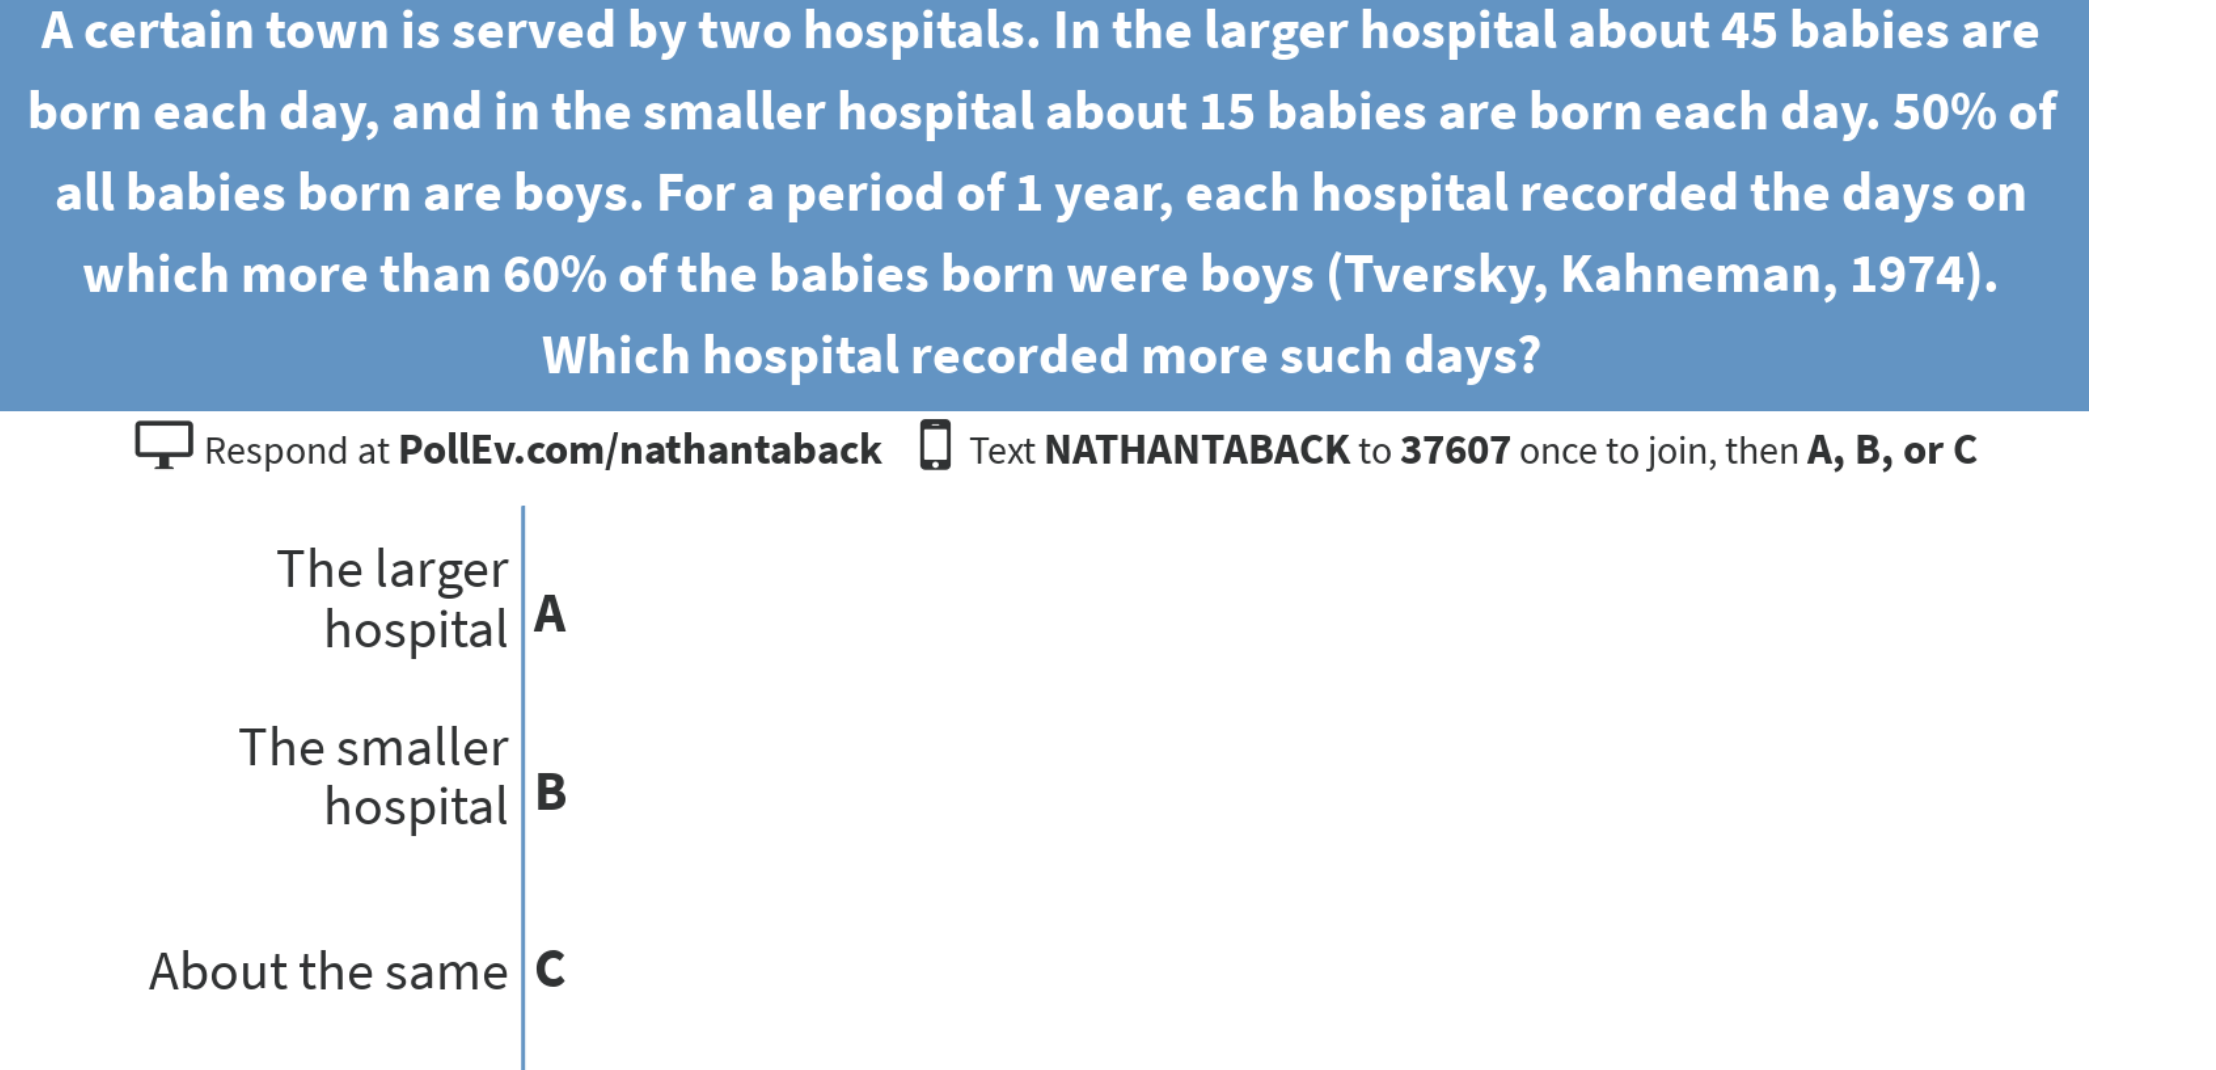 A certain town is served by two hospitals. In the larger hospital about 45 babies are
born each day, and in the smaller hospital about 15 babies are born each day. 50% of
all babies born are boys. For a period of 1 year, each hospital recorded the days on
which more than 60% of the babies born were boys (Tversky, Kahneman, 1974).
Which hospital recorded more such days?
Respond at PollEv.com/nathantaback Text NATHANTABACK to 37607 once to join, then A, B, or C
The larger
hospital A
The smaller
hospital B
About the same C